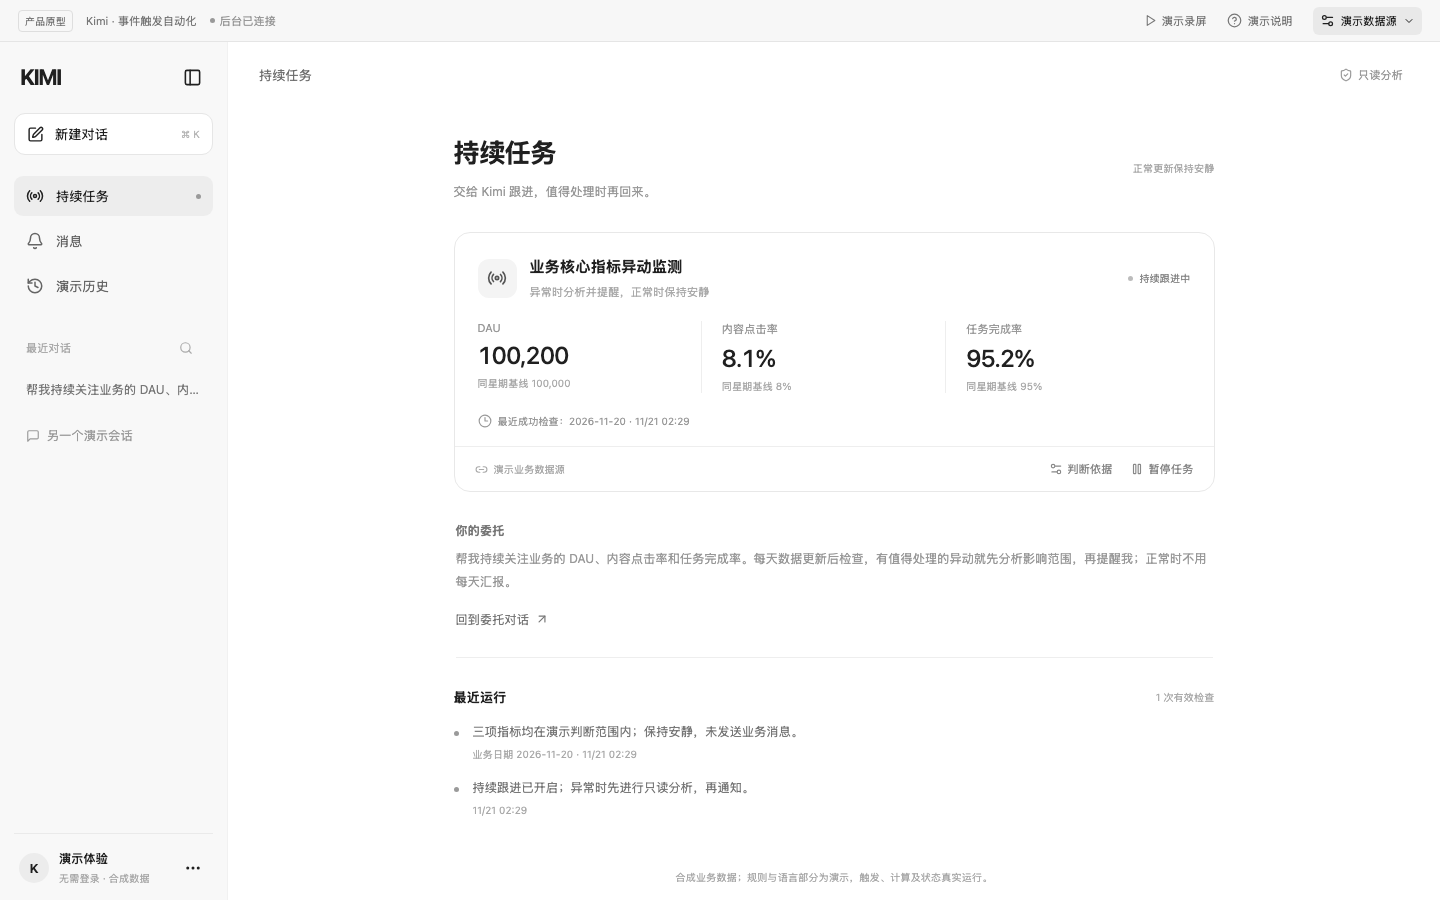 产品原型
Kimi · 事件触发自动化
后台已连接
演示录屏
演示说明
演示数据源
KIMI
新建对话
⌘ K
持续任务
消息
演示历史
最近对话
帮我持续关注业务的 DAU、内...
另一个演示会话
演示体验
无需登录 · 合成数据
持续任务
只读分析
持续任务
交给 Kimi 跟进，值得处理时再回来。
正常更新保持安静
业务核心指标异动监测
异常时分析并提醒，正常时保持安静
持续跟进中
DAU
100,200
同星期基线 100,000
内容点击率
8.1%
同星期基线 8%
任务完成率
95.2%
同星期基线 95%
最近成功检查：2026-11-20 · 11/21 02:29
演示业务数据源
判断依据
暂停任务
你的委托
帮我持续关注业务的 DAU、内容点击率和任务完成率。每天数据更新后检查，有值得处理的异动就先分析影响范围，再提醒我；正常时不用
每天汇报。
回到委托对话
最近运行
1 次有效检查
三项指标均在演示判断范围内；保持安静，未发送业务消息。
业务日期 2026-11-20 · 11/21 02:29
持续跟进已开启；异常时先进行只读分析，再通知。
11/21 02:29
合成业务数据；规则与语言部分为演示，触发、计算及状态真实运行。
K